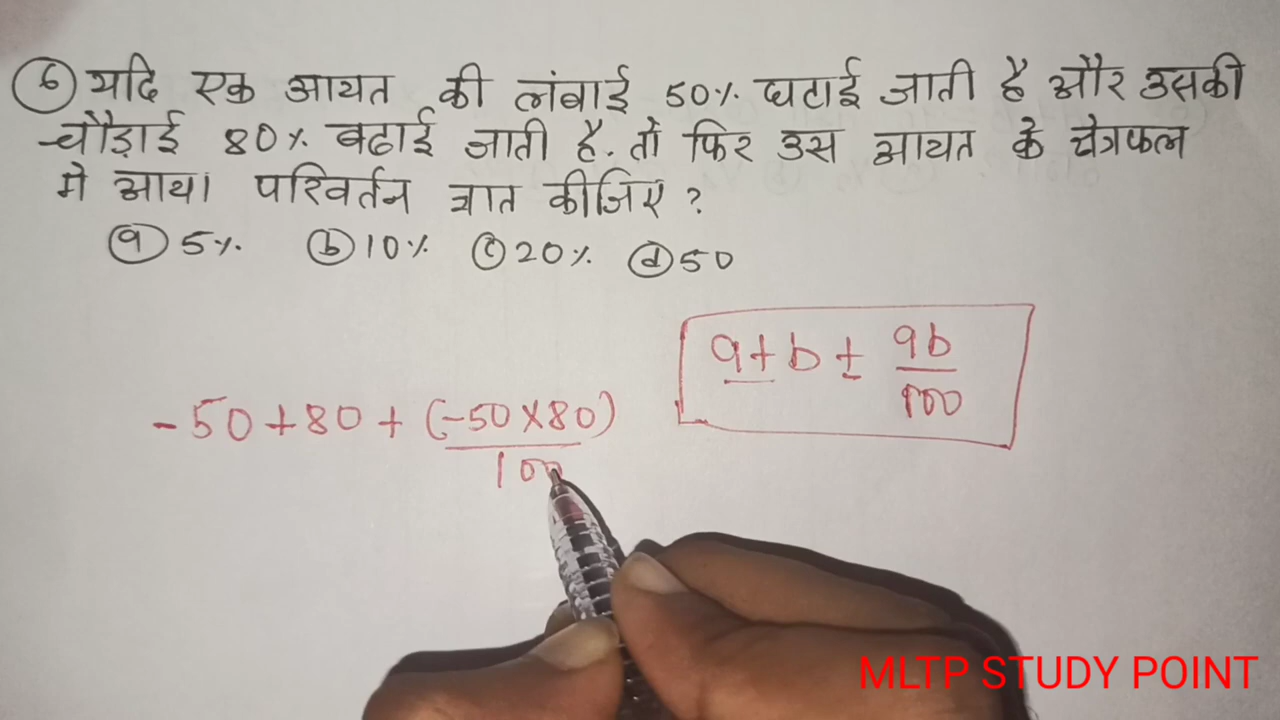 ⑥ यदि एक आयत की लंबाई 50% घटाई जाती है और उसकी
चौड़ाई 80% बढाई जाती है. तो फिर उस आयत के क्षेत्रफल
मे आया परिवर्तन ज्ञात कीजिए ?
ⓐ 5% ⓑ 10% ⓒ 20% ⓓ 50
a + b ± ab/100
-50 + 80 + (-50 × 80)/100
MLTP STUDY POINT